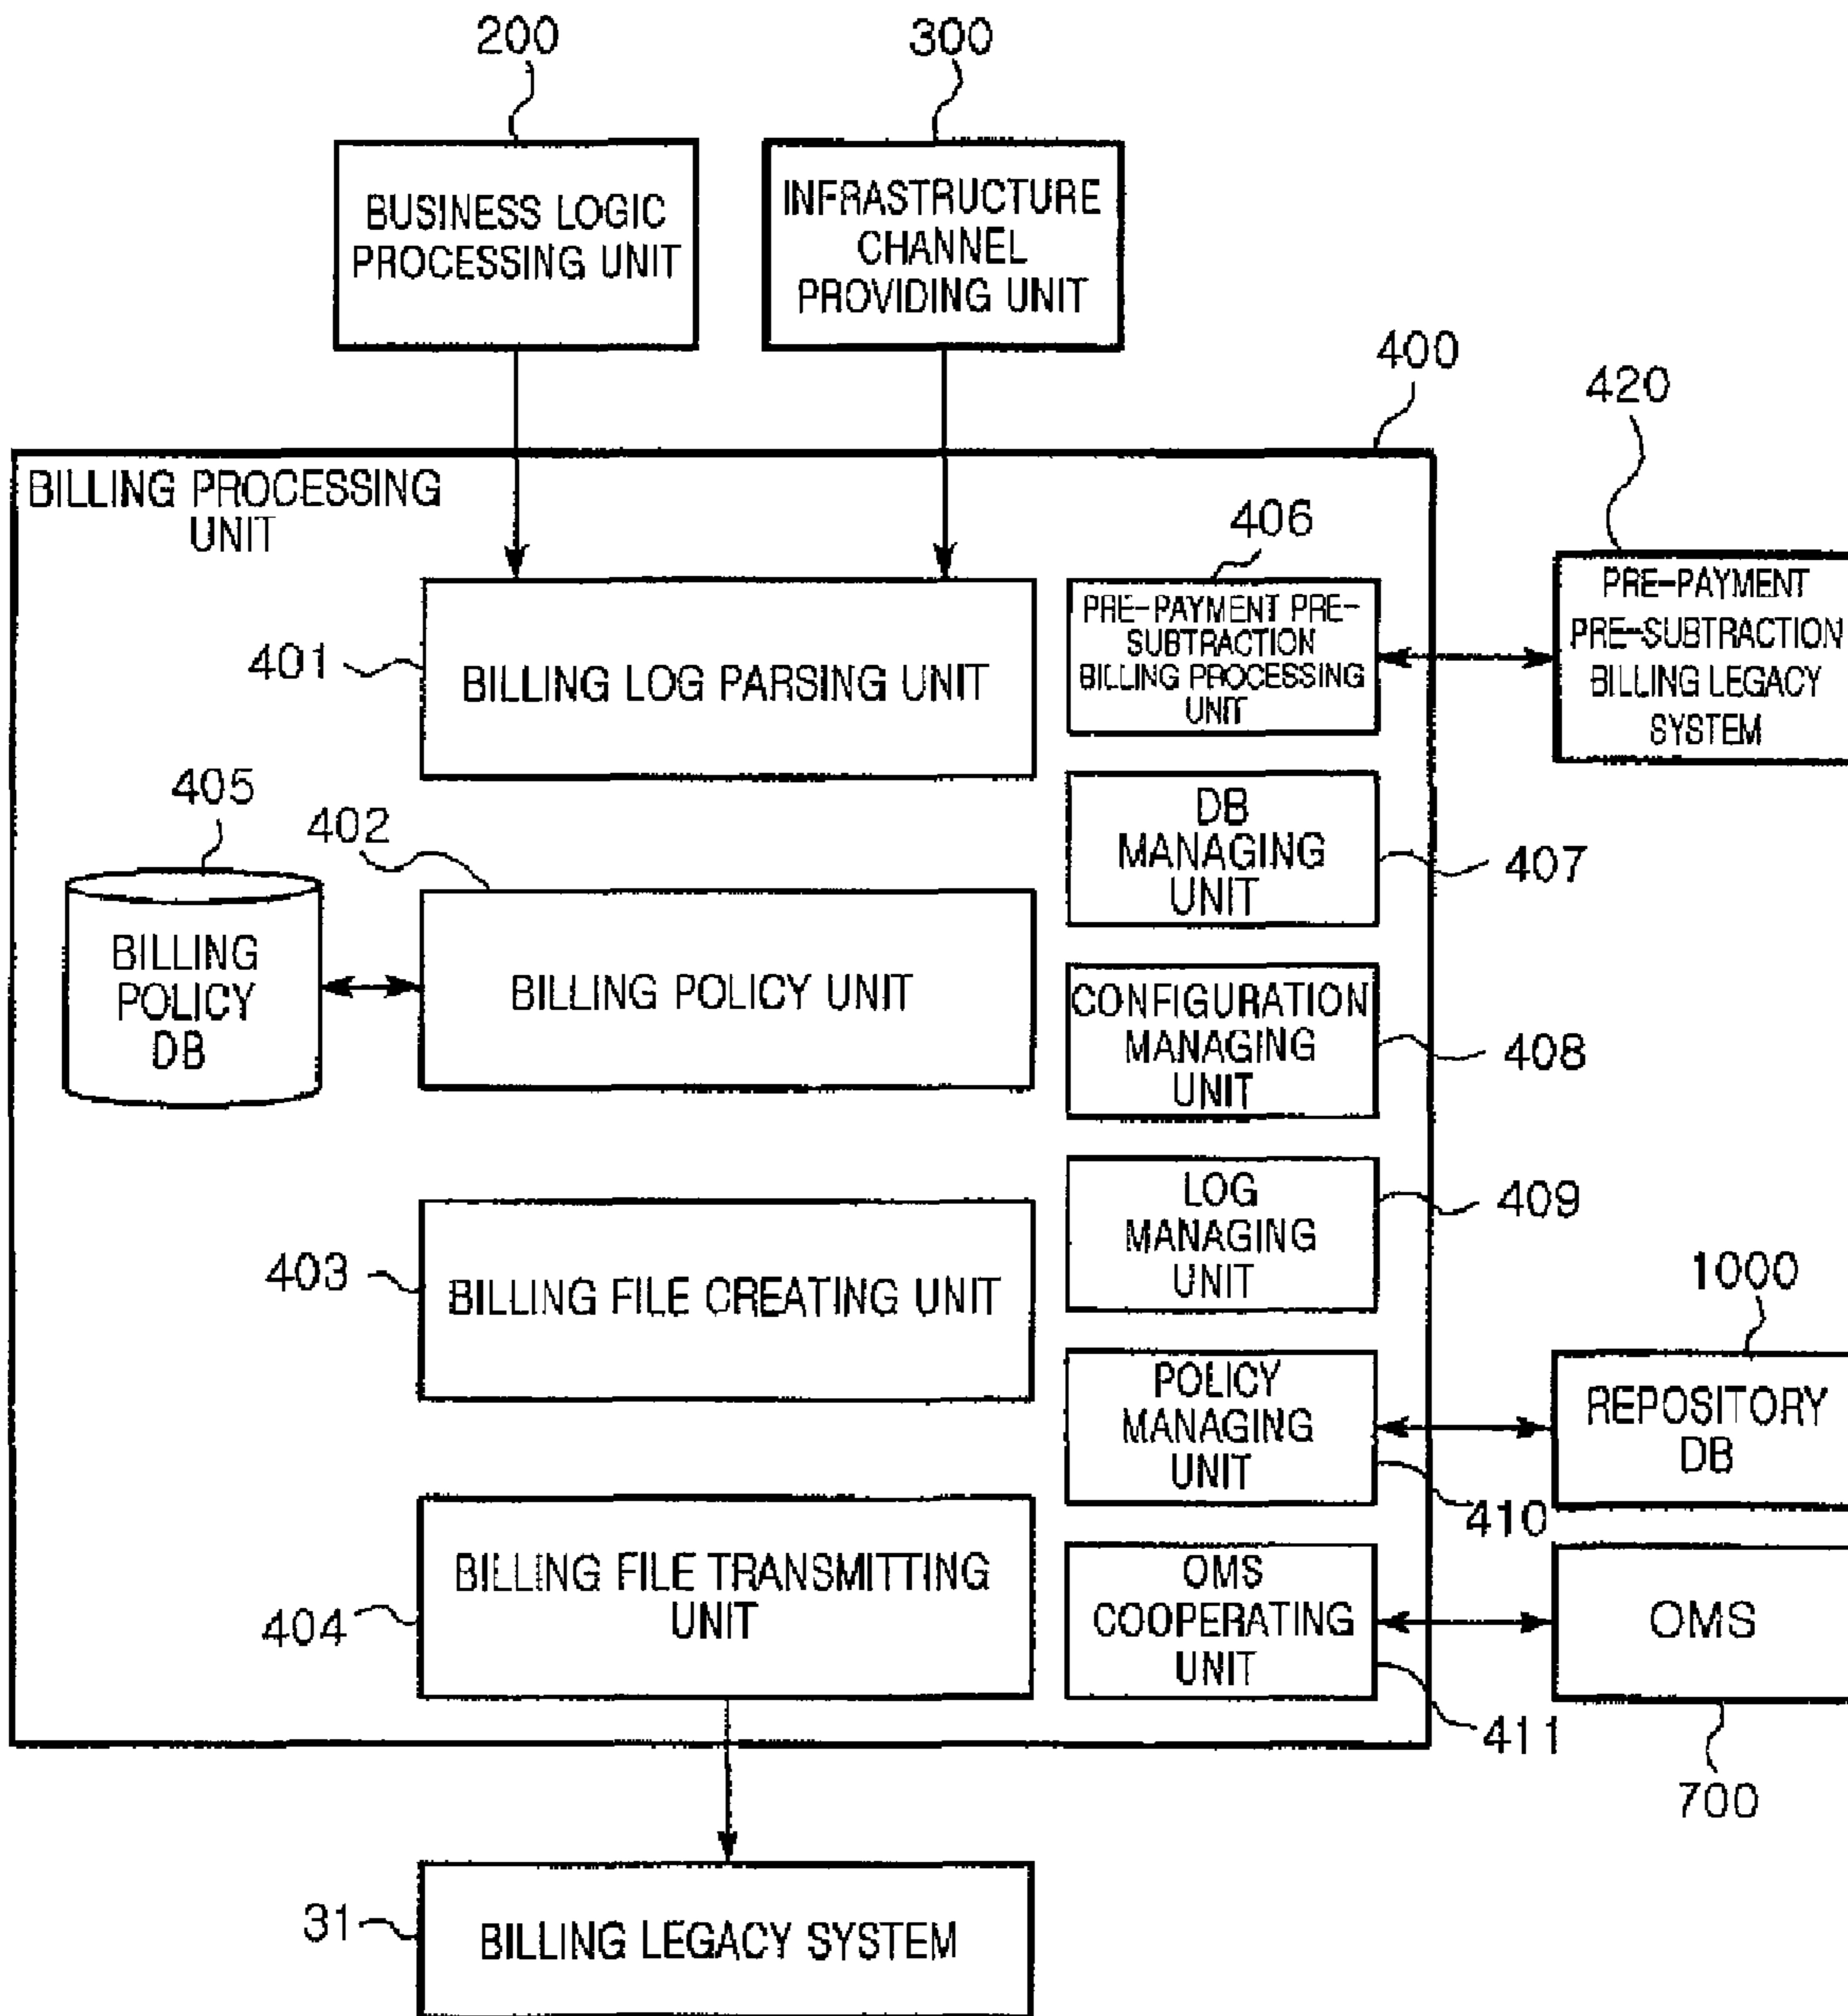 200
300
BUSINESS LOGIC
PROCESSING UNIT
INFRASTRUCTURE
CHANNEL
PROVIDING UNIT
400
420
BILLING PROCESSING
UNIT
406
401
BILLING LOG PARSING UNIT
PRE-PAYMENT PRE-
SUBTRACTION
BILLING PROCESSING
UNIT
PRE-PAYMENT
PRE-SUBTRACTION
BILLING LEGACY
SYSTEM
DB
MANAGING
UNIT
407
405
402
BILLING
POLICY
DB
BILLING POLICY UNIT
CONFIGURATION
MANAGING
UNIT
408
LOG
MANAGING
UNIT
409
403
BILLING FILE CREATING UNIT
1000
POLICY
MANAGING
UNIT
410
REPOSITORY
DB
404
BILLING FILE TRANSMITTING
UNIT
OMS
COOPERATING
UNIT
411
OMS
700
31
BILLING LEGACY SYSTEM